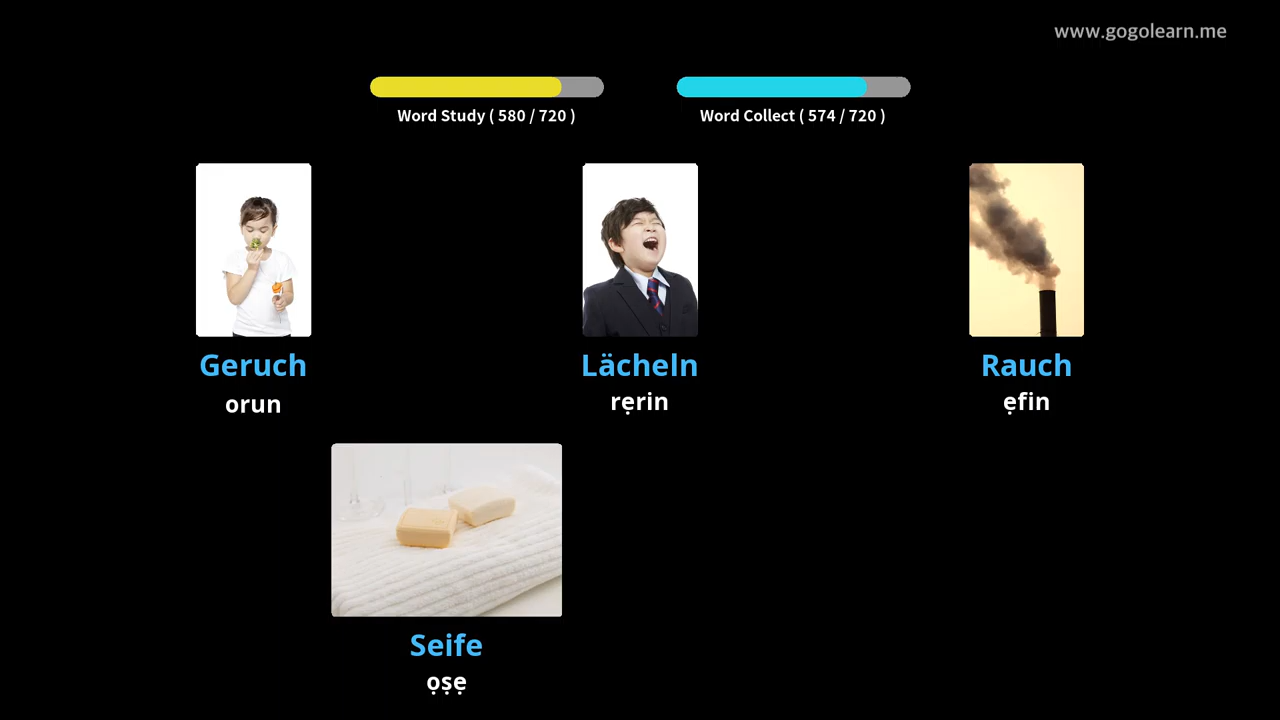 www.gogolearn.me
Word Study ( 580 / 720 )
Word Collect ( 574 / 720 )
Geruch
orun
Lächeln
rẹrin
Rauch
ẹfin
Seife
ọṣẹ